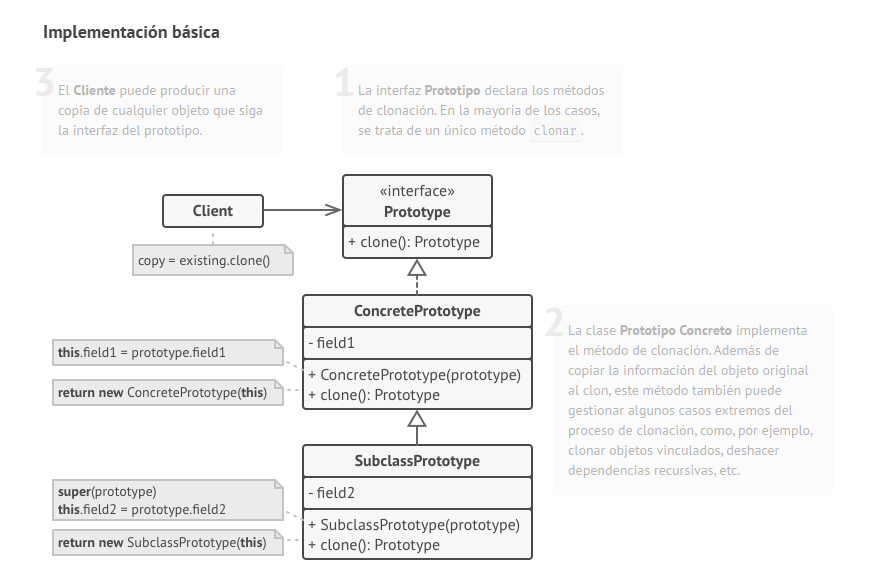 Implementación básica
3
El Cliente puede producir una
copia de cualquier objeto que siga
la interfaz del prototipo.
1
La interfaz Prototipo declara los métodos
de clonación. En la mayoría de los casos,
se trata de un único método clonar.
Client
copy = existing.clone()
«interface»
Prototype
+ clone(): Prototype
ConcretePrototype
- field1
+ ConcretePrototype(prototype)
+ clone(): Prototype
this.field1 = prototype.field1
return new ConcretePrototype(this)
2
La clase Prototipo Concreto implementa
el método de clonación. Además de
copiar la información del objeto original
al clon, este método también puede
gestionar algunos casos extremos del
proceso de clonación, como, por ejemplo,
clonar objetos vinculados, deshacer
dependencias recursivas, etc.
SubclassPrototype
- field2
+ SubclassPrototype(prototype)
+ clone(): Prototype
super(prototype)
this.field2 = prototype.field2
return new SubclassPrototype(this)